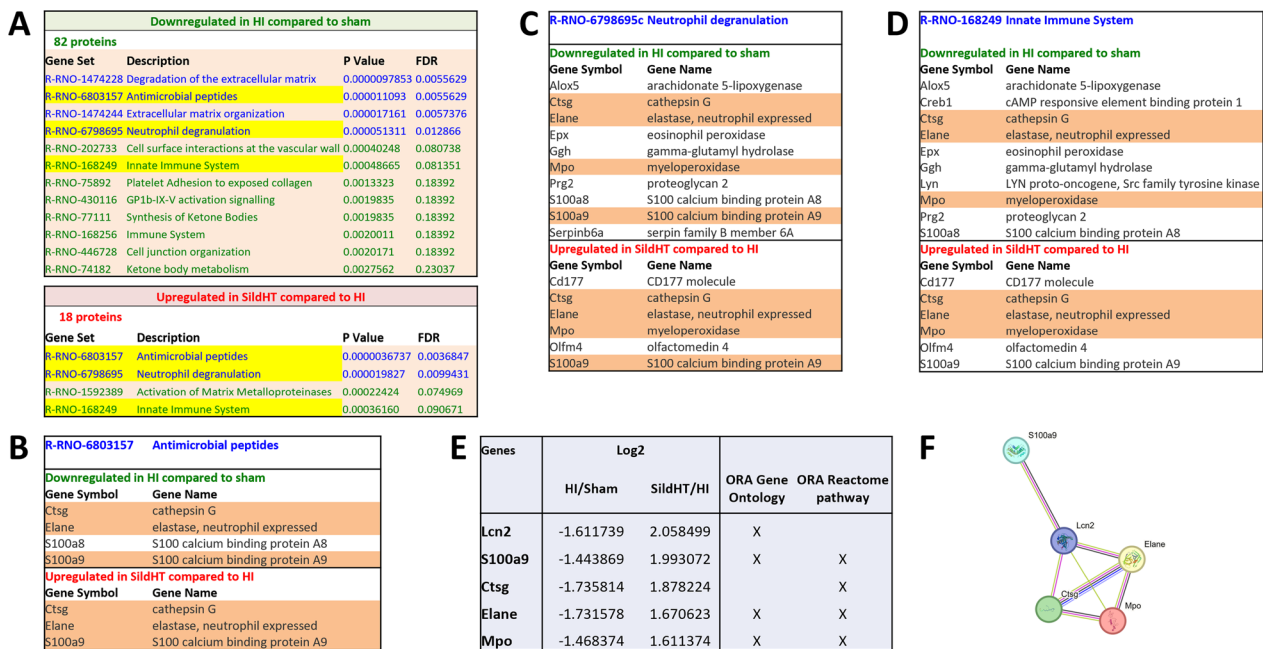 A
Downregulated in HI compared to sham
82 proteins
Gene Set Description P Value FDR
R-RNO-1474228 Degradation of the extracellular matrix 0.0000097853 0.0055629
R-RNO-6803157 Antimicrobial peptides 0.000011093 0.0055629
R-RNO-1474244 Extracellular matrix organization 0.000017161 0.0057376
R-RNO-6798695 Neutrophil degranulation 0.000051311 0.012866
R-RNO-202733 Cell surface interactions at the vascular wall 0.00040248 0.080738
R-RNO-168249 Innate Immune System 0.00048665 0.081351
R-RNO-75892 Platelet Adhesion to exposed collagen 0.0013323 0.18392
R-RNO-430116 GP1b-IX-V activation signalling 0.0019835 0.18392
R-RNO-77111 Synthesis of Ketone Bodies 0.0019835 0.18392
R-RNO-168256 Immune System 0.0020011 0.18392
R-RNO-446728 Cell junction organization 0.0020171 0.18392
R-RNO-74182 Ketone body metabolism 0.0027562 0.23037
Upregulated in SildHT compared to HI
18 proteins
Gene Set Description P Value FDR
R-RNO-6803157 Antimicrobial peptides 0.0000036737 0.0036847
R-RNO-6798695 Neutrophil degranulation 0.000019827 0.0099431
R-RNO-1592389 Activation of Matrix Metalloproteinases 0.00022424 0.074969
R-RNO-168249 Innate Immune System 0.00036160 0.090671
B
R-RNO-6803157 Antimicrobial peptides
Downregulated in HI compared to sham
Gene Symbol Gene Name
Ctsg cathepsin G
Elane elastase, neutrophil expressed
S100a8 S100 calcium binding protein A8
S100a9 S100 calcium binding protein A9
Upregulated in SildHT compared to HI
Gene Symbol Gene Name
Ctsg cathepsin G
Elane elastase, neutrophil expressed
S100a9 S100 calcium binding protein A9
C
R-RNO-6798695c Neutrophil degranulation
Downregulated in HI compared to sham
Gene Symbol Gene Name
Alox5 arachidonate 5-lipoxygenase
Ctsg cathepsin G
Elane elastase, neutrophil expressed
Epx eosinophil peroxidase
Ggh gamma-glutamyl hydrolase
Mpo myeloperoxidase
Prg2 proteoglycan 2
S100a8 S100 calcium binding protein A8
S100a9 S100 calcium binding protein A9
Serpinb6a serpin family B member 6A
Upregulated in SildHT compared to HI
Gene Symbol Gene Name
Cd177 CD177 molecule
Ctsg cathepsin G
Elane elastase, neutrophil expressed
Mpo myeloperoxidase
Olfm4 olfactomedin 4
S100a9 S100 calcium binding protein A9
D
R-RNO-168249 Innate Immune System
Downregulated in HI compared to sham
Gene Symbol Gene Name
Alox5 arachidonate 5-lipoxygenase
Creb1 cAMP responsive element binding protein 1
Ctsg cathepsin G
Elane elastase, neutrophil expressed
Epx eosinophil peroxidase
Ggh gamma-glutamyl hydrolase
Lyn LYN proto-oncogene, Src family tyrosine kinase
Mpo myeloperoxidase
Prg2 proteoglycan 2
S100a8 S100 calcium binding protein A8
Upregulated in SildHT compared to HI
Gene Symbol Gene Name
Cd177 CD177 molecule
Ctsg cathepsin G
Elane elastase, neutrophil expressed
Mpo myeloperoxidase
Olfm4 olfactomedin 4
S100a9 S100 calcium binding protein A9
E
Genes Log2
HI/Sham SildHT/HI ORA Gene Ontology ORA Reactome pathway
Lcn2 -1.611739 2.058499 X
S100a9 -1.443869 1.993072 X X
Ctsg -1.735814 1.878224 X
Elane -1.731578 1.670623 X X
Mpo -1.468374 1.611374 X X
F
S100a9
Lcn2
Elane
Ctsg
Mpo